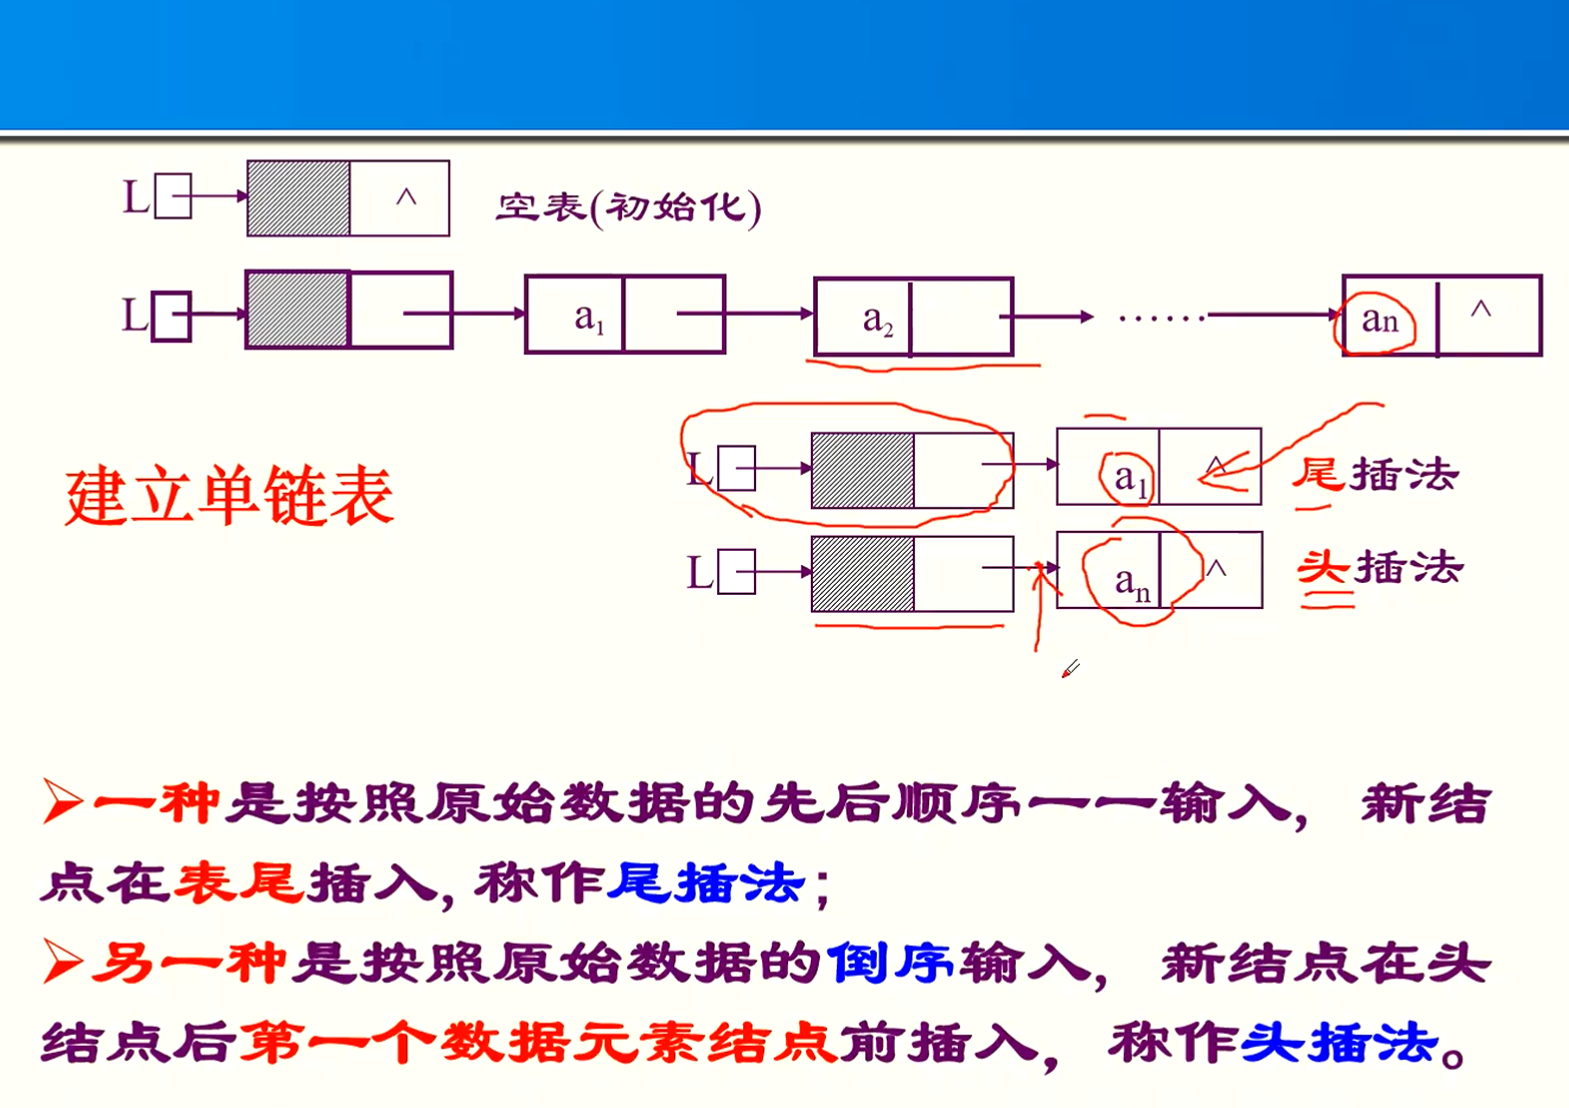 L ^ 空表(初始化)
L a1 a2 ······ an ^
L a1 ^ 尾插法
建立单链表
L an ^ 头插法
➢一种是按照原始数据的先后顺序一一输入，新结
点在表尾插入,称作尾插法；
➢另一种是按照原始数据的倒序输入，新结点在头
结点后第一个数据元素结点前插入，称作头插法。